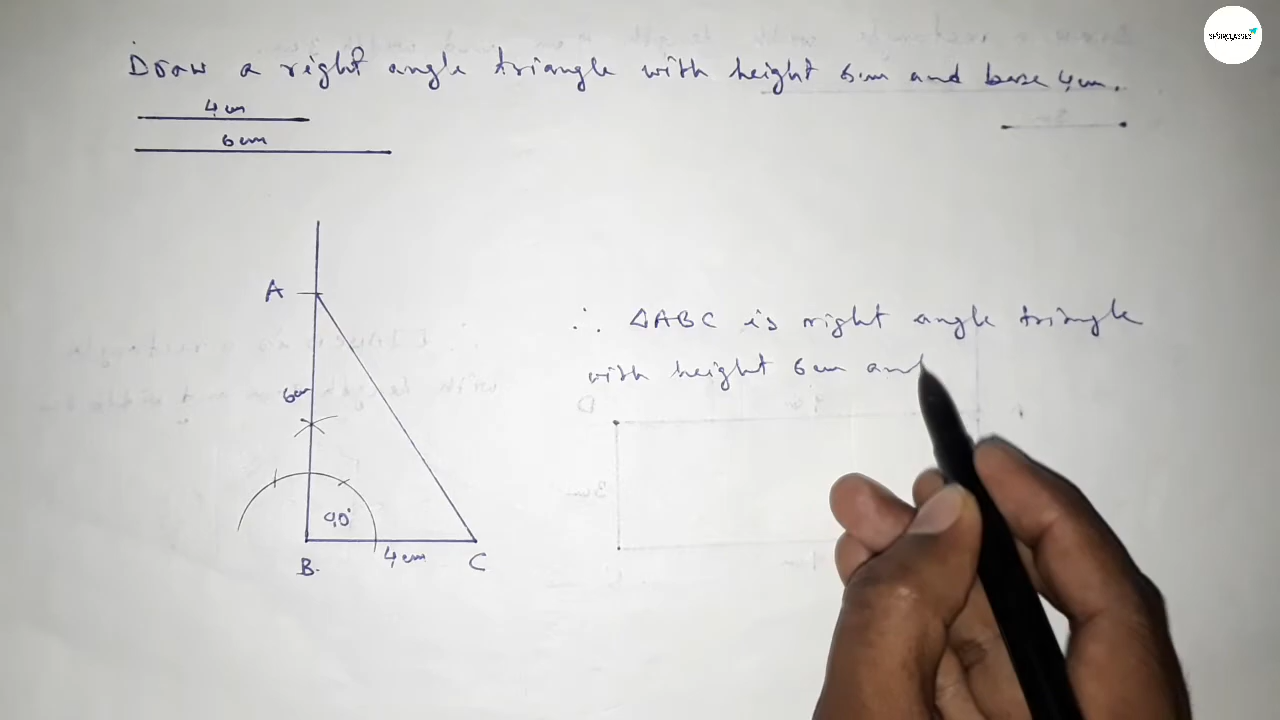 Draw a right angle triangle with height 6cm and base 4cm.
4cm
6cm
A
∴ ΔABC is right angle triangle
with height 6cm and
6cm
90°
B
4cm
C